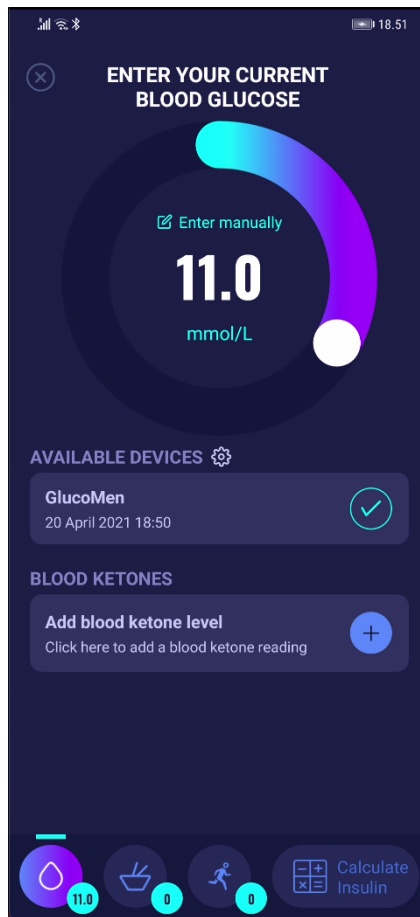 18.51
ENTER YOUR CURRENT
BLOOD GLUCOSE
Enter manually
11.0
mmol/L
AVAILABLE DEVICES
GlucoMen
20 April 2021 18:50
BLOOD KETONES
Add blood ketone level
Click here to add a blood ketone reading
11.0
0
0
Calculate
Insulin